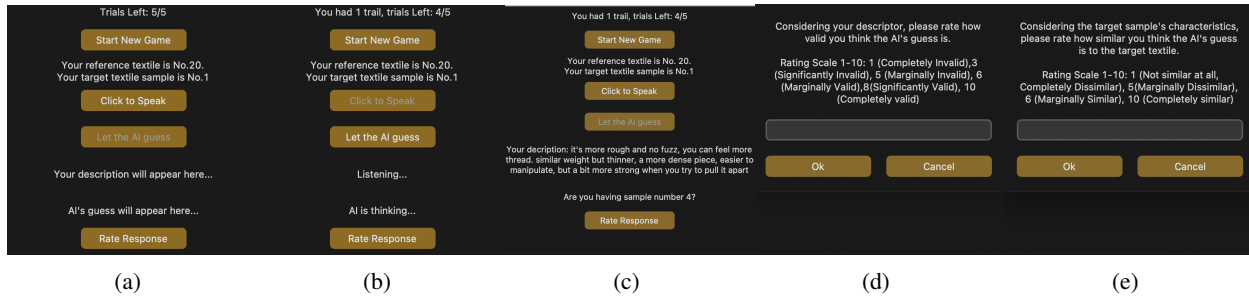 Trials Left: 5/5
Start New Game
Your reference textile is No.20.
Your target textile sample is No.1
Click to Speak
Let the AI guess
Your description will appear here...
AI's guess will appear here...
Rate Response
(a)
You had 1 trail, trials Left: 4/5
Start New Game
Your reference textile is No.20.
Your target textile sample is No.1
Click to Speak
Let the AI guess
Listening...
AI is thinking...
Rate Response
(b)
You had 1 trail, trials Left: 4/5
Start New Game
Your reference textile is No. 20.
Your target textile sample is No.1
Click to Speak
Let the AI guess
Your decription: it's more rough and no fuzz, you can feel more
thread. similar weight but thinner, a more dense piece, easier to
manipulate, but a bit more strong when you try to pull it apart
Are you having sample number 4?
Rate Response
(c)
Considering your descriptor, please rate how
valid you think the AI's guess is.
Rating Scale 1-10: 1 (Completely Invalid),3
(Significantly Invalid), 5 (Marginally Invalid), 6
(Marginally Valid),8(Significantly Valid), 10
(Completely valid)
Ok
Cancel
(d)
Considering the target sample's characteristics,
please rate how similar you think the AI's guess
is to the target textile.
Rating Scale 1-10: 1 (Not similar at all,
Completely Dissimilar), 5(Marginally Dissimilar),
6 (Marginally Similar), 10 (Completely similar)
Ok
Cancel
(e)